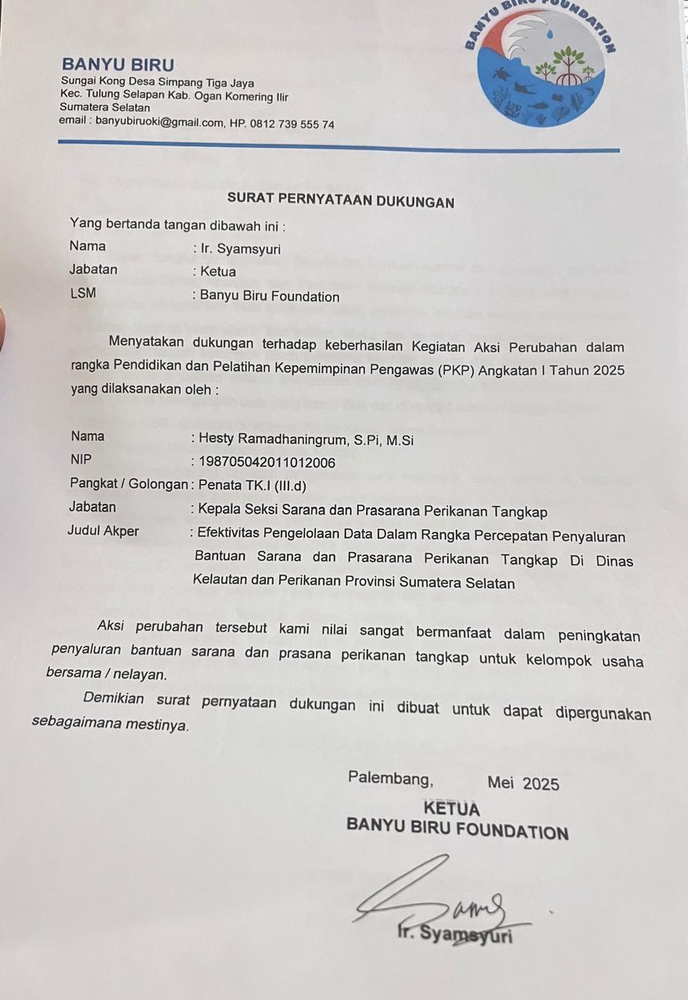 BANYU BIRU FOUNDATION
BANYU BIRU
Sungai Kong Desa Simpang Tiga Jaya
Kec. Tulung Selapan Kab. Ogan Komering Ilir
Sumatera Selatan
email : banyubiruoki@gmail.com, HP. 0812 739 555 74
SURAT PERNYATAAN DUKUNGAN
Yang bertanda tangan dibawah ini :
Nama : Ir. Syamsyuri
Jabatan : Ketua
LSM : Banyu Biru Foundation
Menyatakan dukungan terhadap keberhasilan Kegiatan Aksi Perubahan dalam
rangka Pendidikan dan Pelatihan Kepemimpinan Pengawas (PKP) Angkatan I Tahun 2025
yang dilaksanakan oleh :
Nama : Hesty Ramadhaningrum, S.Pi, M.Si
NIP : 198705042011012006
Pangkat / Golongan : Penata TK.I (III.d)
Jabatan : Kepala Seksi Sarana dan Prasarana Perikanan Tangkap
Judul Akper : Efektivitas Pengelolaan Data Dalam Rangka Percepatan Penyaluran
Bantuan Sarana dan Prasarana Perikanan Tangkap Di Dinas
Kelautan dan Perikanan Provinsi Sumatera Selatan
Aksi perubahan tersebut kami nilai sangat bermanfaat dalam peningkatan
penyaluran bantuan sarana dan prasana perikanan tangkap untuk kelompok usaha
bersama / nelayan.
Demikian surat pernyataan dukungan ini dibuat untuk dapat dipergunakan
sebagaimana mestinya.
Palembang, Mei 2025
KETUA
BANYU BIRU FOUNDATION
Ir. Syamsyuri